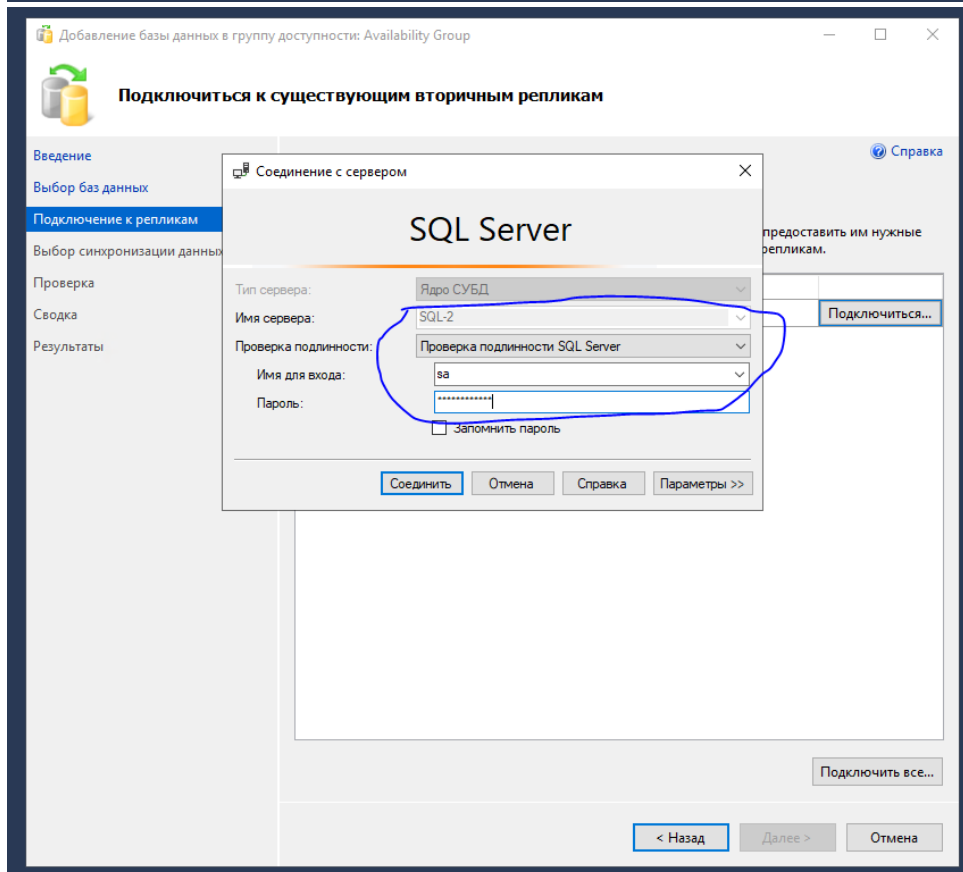 Добавление базы данных в группу доступности: Availability Group
Подключиться к существующим вторичным репликам
Введение
Выбор баз данных
Подключение к репликам
Выбор синхронизации данных
Проверка
Сводка
Результаты
Справка
предоставить им нужные
репликам.
Подключиться...
Соединение с сервером
SQL Server
Тип сервера: Ядро СУБД
Имя сервера: SQL-2
Проверка подлинности: Проверка подлинности SQL Server
Имя для входа: sa
Пароль: ************
Запомнить пароль
Соединить Отмена Справка Параметры >>
Подключить все...
< Назад Далее > Отмена